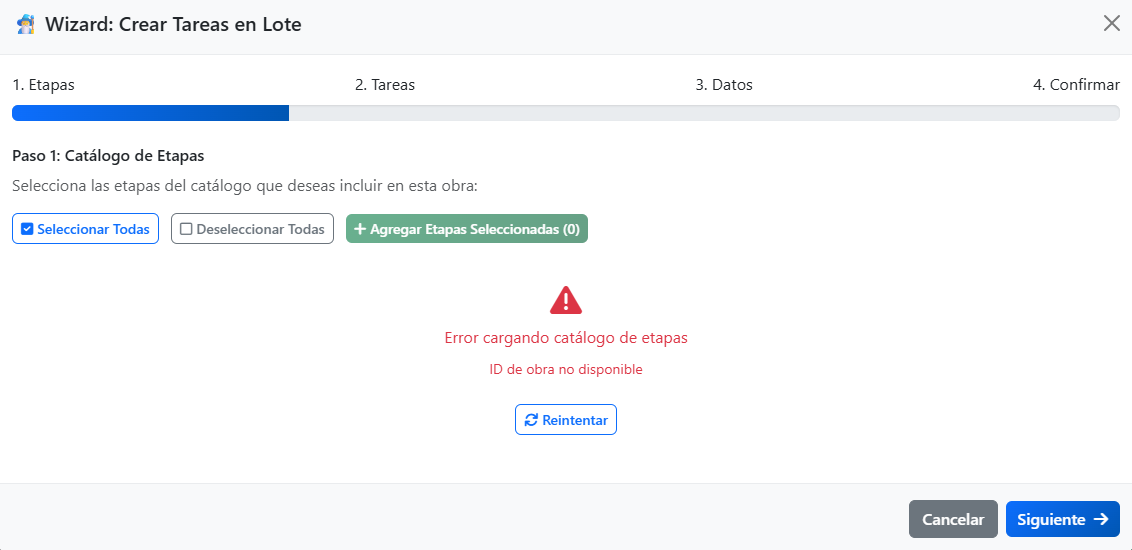 Wizard: Crear Tareas en Lote
1. Etapas 2. Tareas 3. Datos 4. Confirmar
Paso 1: Catálogo de Etapas
Selecciona las etapas del catálogo que deseas incluir en esta obra:
Seleccionar Todas Deseleccionar Todas + Agregar Etapas Seleccionadas (0)
Error cargando catálogo de etapas
ID de obra no disponible
Reintentar
Cancelar Siguiente →